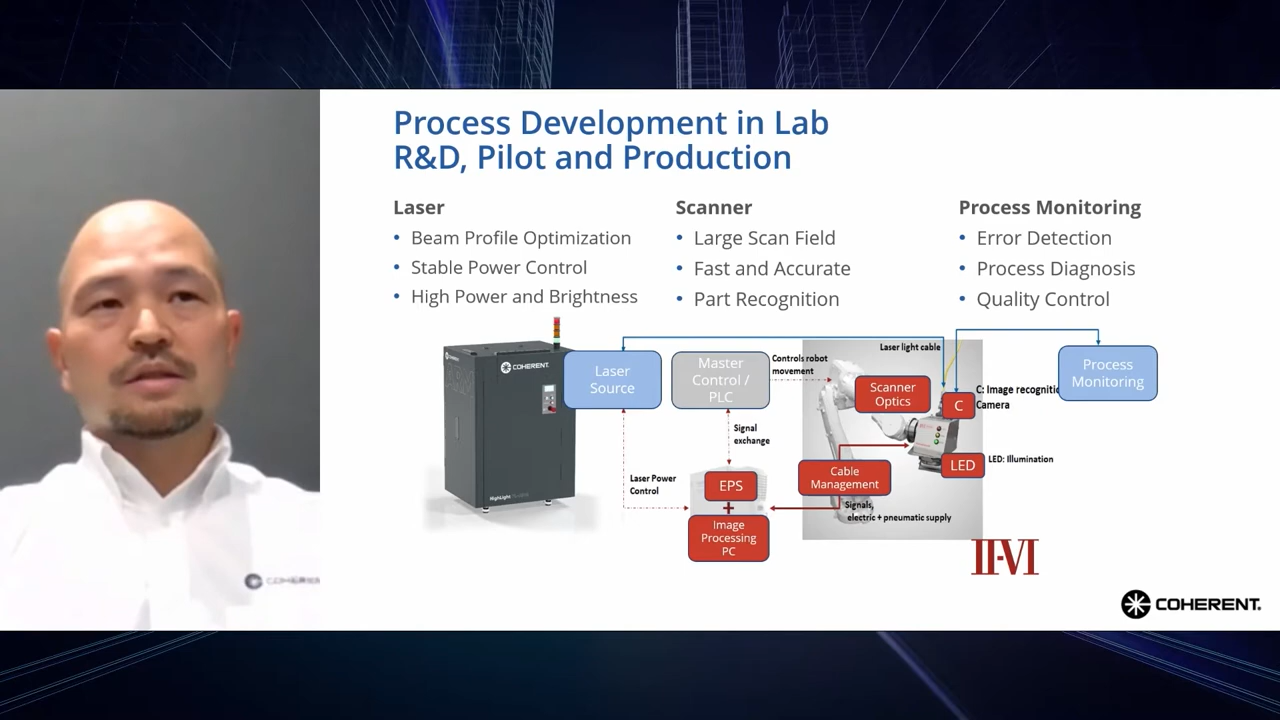 Process Development in Lab
R&D, Pilot and Production
Laser
• Beam Profile Optimization
• Stable Power Control
• High Power and Brightness
Scanner
• Large Scan Field
• Fast and Accurate
• Part Recognition
Process Monitoring
• Error Detection
• Process Diagnosis
• Quality Control
COHERENT
HighLight
Laser
Source
Master
Control /
PLC
Controls robot
movement
Laser light cable
Scanner
Optics
C
C: Image recognitio
Camera
Process
Monitoring
LED
LED: Illumination
Signal
exchange
Laser Power
Control
EPS
+
Image
Processing
PC
Cable
Management
Signals,
electric + pneumatic supply
II-VI
COHERENT.
COHERENT